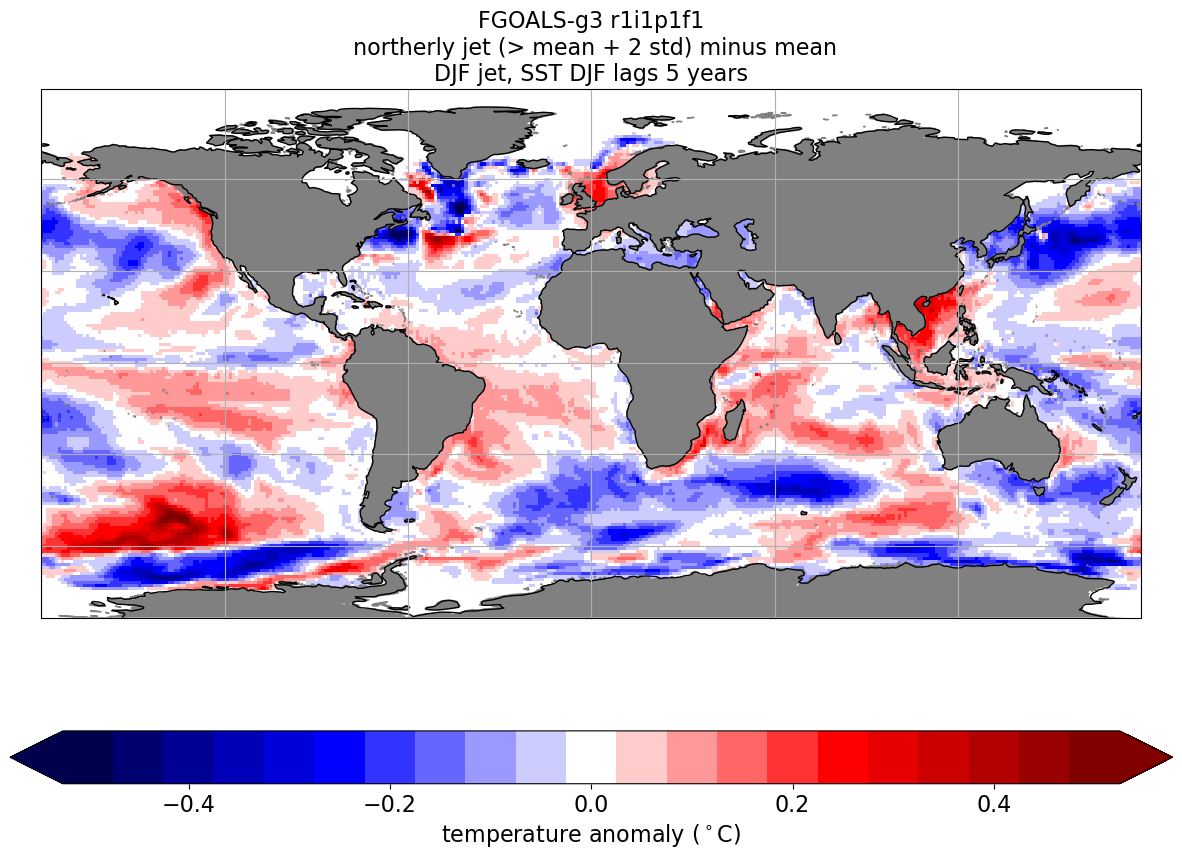 FGOALS-g3 r1i1p1f1
northerly jet (> mean + 2 std) minus mean
DJF jet, SST DJF lags 5 years
−0.4 −0.2 0.0 0.2 0.4
temperature anomaly (°C)